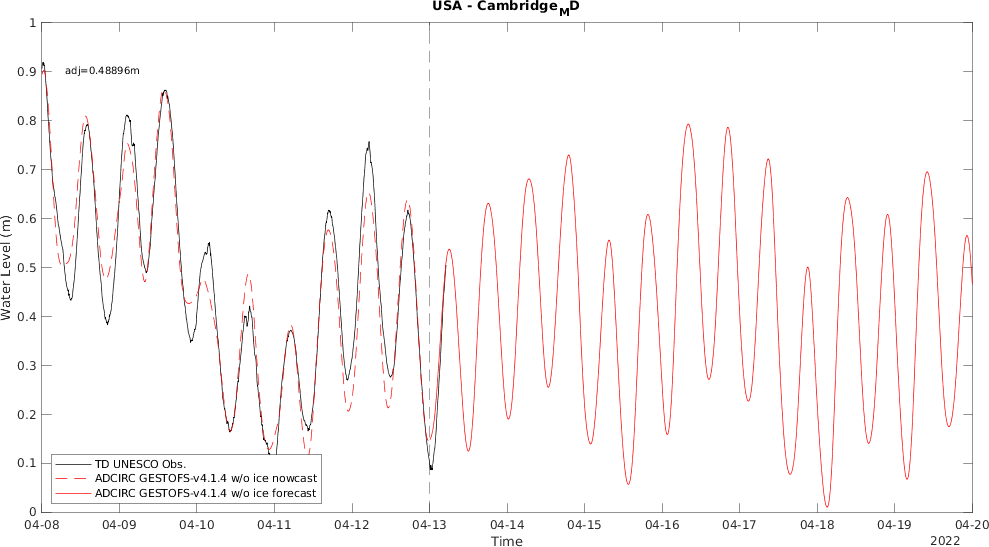 USA - Cambridge_MD
1
0.9
0.8
0.7
0.6
0.5
0.4
0.3
0.2
0.1
0
Water Level (m)
adj=0.48896m
TD UNESCO Obs.
ADCIRC GESTOFS-v4.1.4 w/o ice nowcast
ADCIRC GESTOFS-v4.1.4 w/o ice forecast
04-08 04-09 04-10 04-11 04-12 04-13 04-14 04-15 04-16 04-17 04-18 04-19 04-20
Time
2022